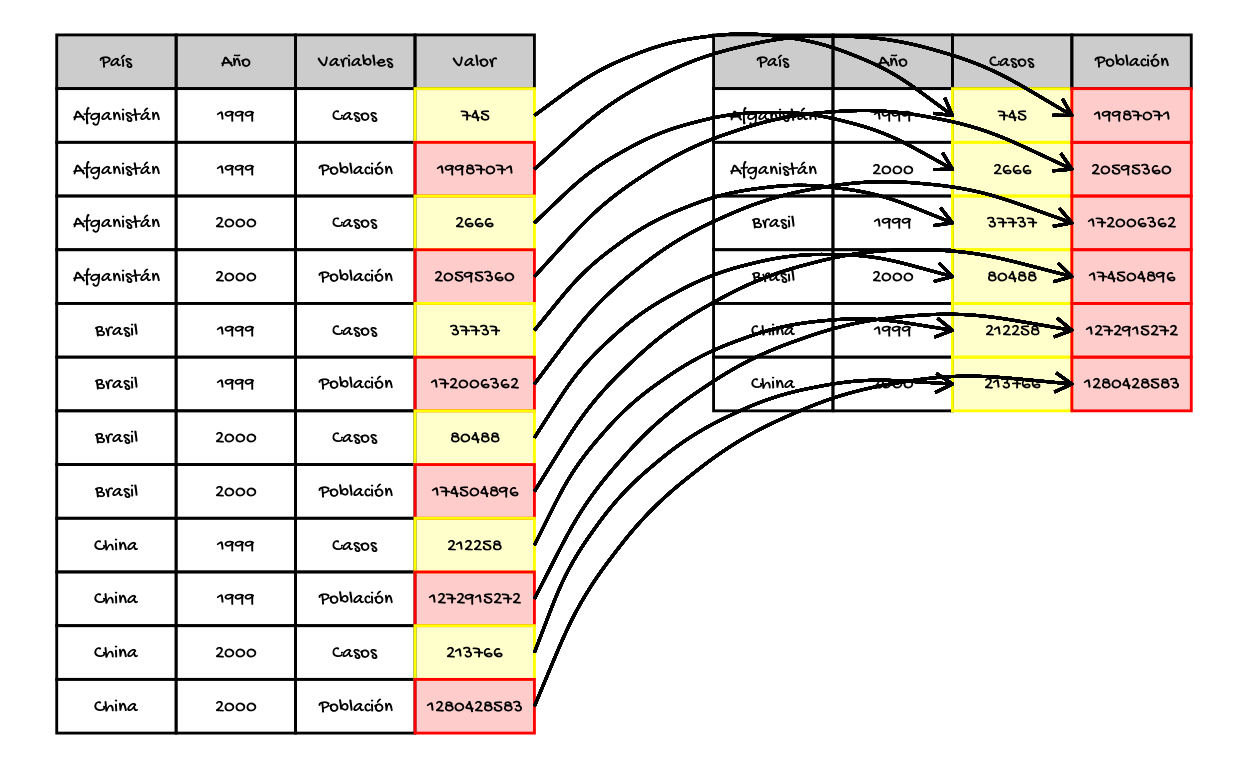 País Año Variables Valor
Afganistán 1999 Casos 745
Afganistán 1999 Población 19987071
Afganistán 2000 Casos 2666
Afganistán 2000 Población 20595360
Brasil 1999 Casos 37737
Brasil 1999 Población 172006362
Brasil 2000 Casos 80488
Brasil 2000 Población 174504896
China 1999 Casos 212258
China 1999 Población 1272915272
China 2000 Casos 213766
China 2000 Población 1280428583
País Año Casos Población
Afganistán 1999 745 19987071
Afganistán 2000 2666 20595360
Brasil 1999 37737 172006362
Brasil 2000 80488 174504896
China 1999 212258 1272915272
China 2000 213766 1280428583